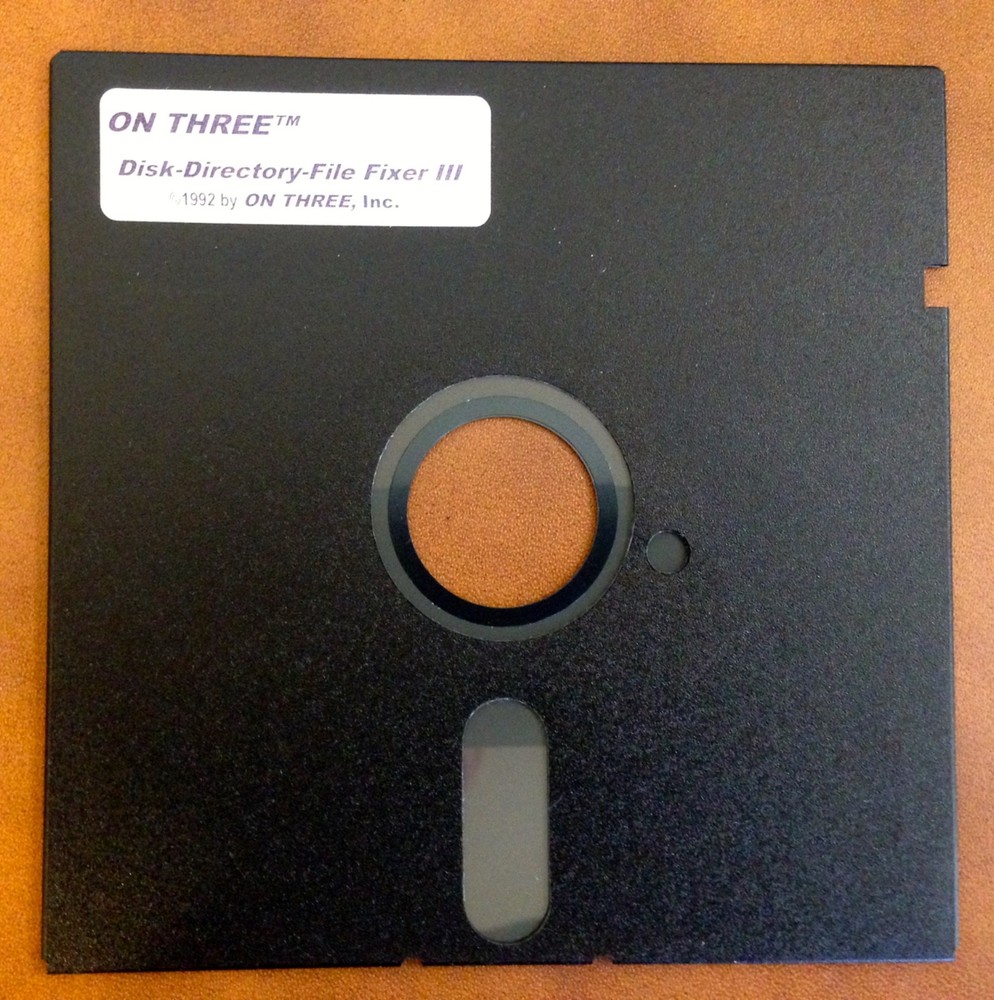 ON THREE™
Disk-Directory-File Fixer III
©1992 by ON THREE, Inc.